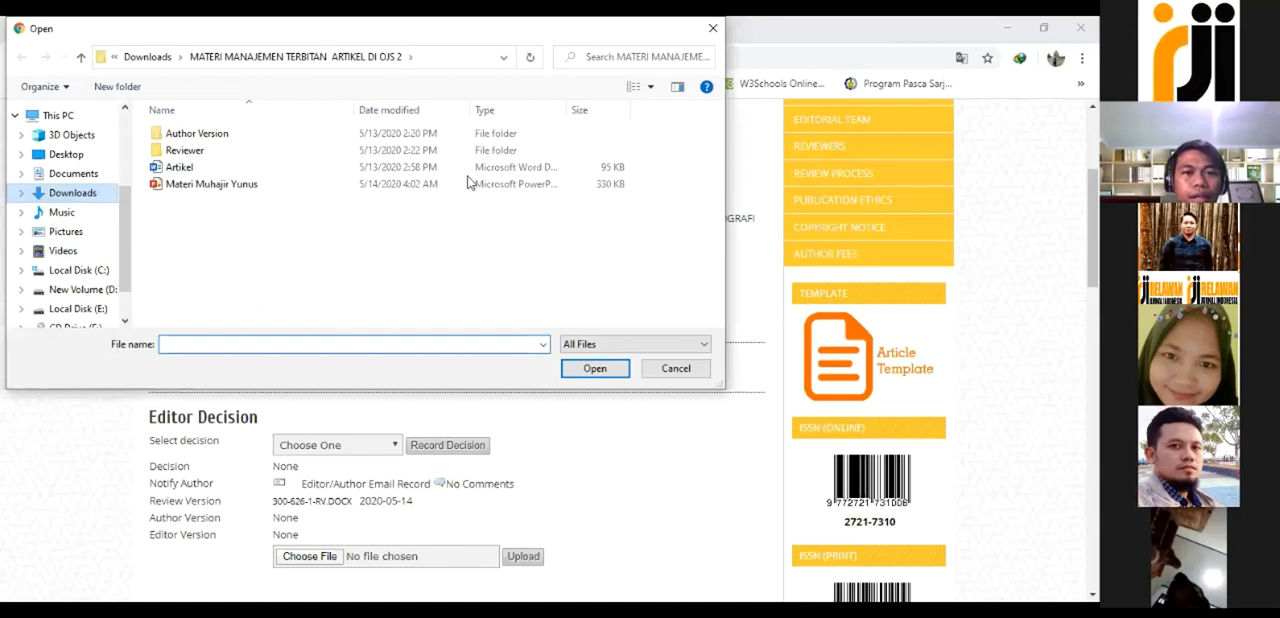 Open
« Downloads › MATERI MANAJEMEN TERBITAN ARTIKEL DI OJS 2 ›
Search MATERI MANAJEME...
Organize
New folder
W3Schools Online...
Program Pasca Sarj...
»
This PC
3D Objects
Desktop
Documents
Downloads
Music
Pictures
Videos
Local Disk (C:)
New Volume (D:
Local Disk (E:)
Name Date modified Type Size
Author Version 5/13/2020 2:20 PM File folder
Reviewer 5/13/2020 2:22 PM File folder
Artikel 5/13/2020 2:58 PM Microsoft Word D... 95 KB
Materi Muhajir Yunus 5/14/2020 4:02 AM Microsoft PowerP... 330 KB
File name:
All Files
Open
Cancel
OGRAFI
Editor Decision
Select decision Choose One Record Decision
Decision None
Notify Author Editor/Author Email Record No Comments
Review Version 300-626-1-RV.DOCX 2020-05-14
Author Version None
Editor Version None
Choose File No file chosen Upload
EDITORIAL TEAM
REVIEWERS
REVIEW PROCESS
PUBLICATION ETHICS
COPYRIGHT NOTICE
AUTHOR FEES
TEMPLATE
Article
Template
ISSN (ONLINE)
9 772721 731006
2721-7310
ISSN (PRINT)
rji
RELAWAN RELAWAN